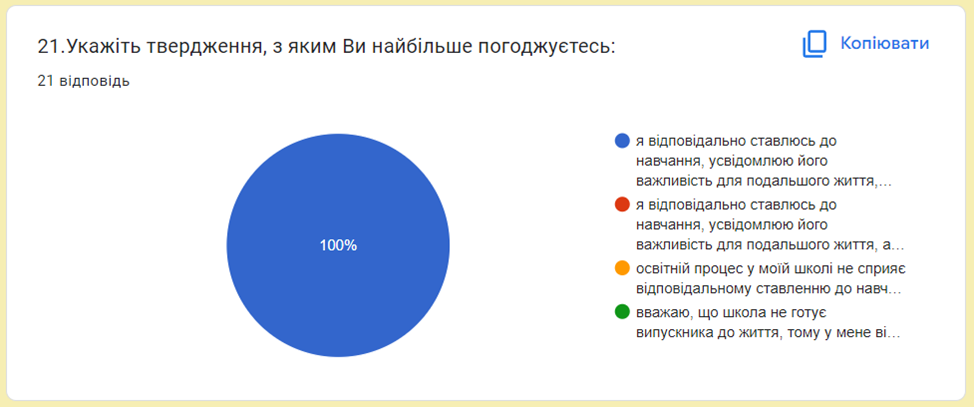 21.Укажіть твердження, з яким Ви найбільше погоджуєтесь:
Копіювати
21 відповідь
100%
я відповідально ставлюсь до
навчання, усвідомлюю його
важливість для подальшого життя,...
я відповідально ставлюсь до
навчання, усвідомлюю його
важливість для подальшого життя, а...
освітній процес у моїй школі не сприяє
відповідальному ставленню до навч...
вважаю, що школа не готує
випускника до життя, тому у мене ві...